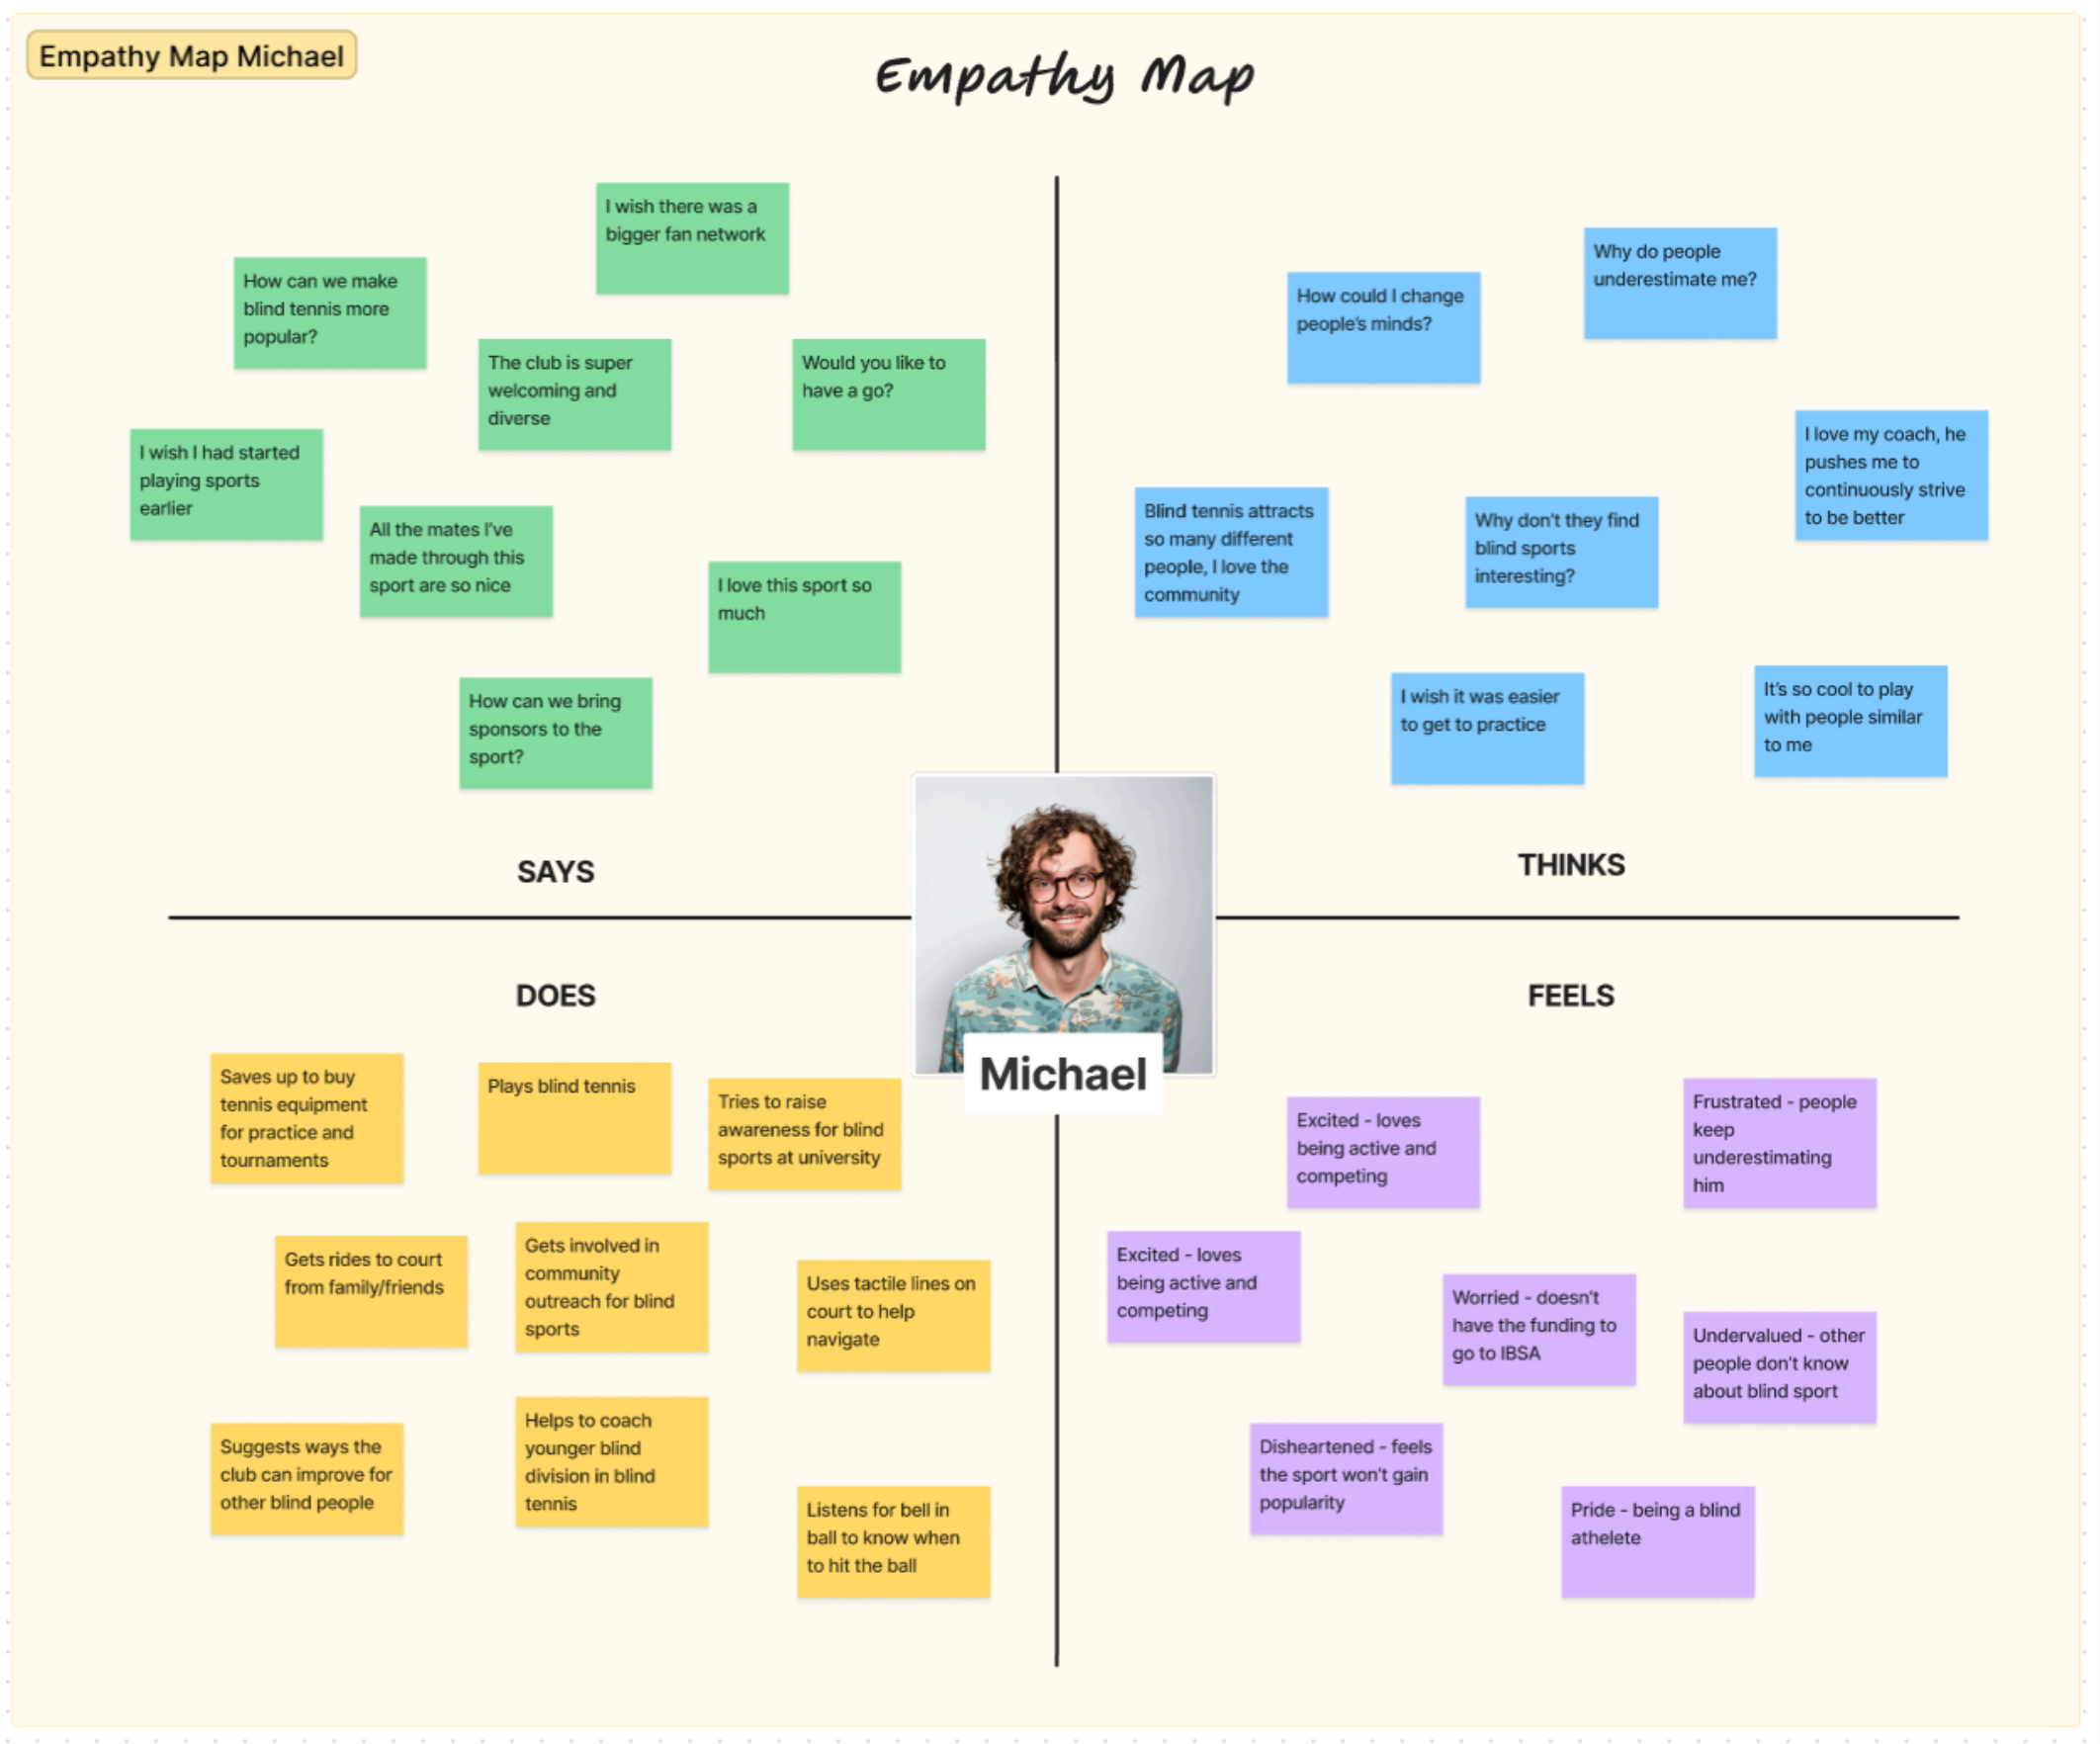 Empathy Map Michael
Empathy Map
I wish there was a
bigger fan network
How can we make
blind tennis more
popular?
The club is super
welcoming and
diverse
Would you like to
have a go?
I wish I had started
playing sports
earlier
All the mates I've
made through this
sport are so nice
I love this sport so
much
How can we bring
sponsors to the
sport?
SAYS
Why do people
underestimate me?
How could I change
people's minds?
I love my coach, he
pushes me to
continuously strive
to be better
Blind tennis attracts
so many different
people, I love the
community
Why don't they find
blind sports
interesting?
I wish it was easier
to get to practice
It's so cool to play
with people similar
to me
THINKS
Michael
DOES
Saves up to buy
tennis equipment
for practice and
tournaments
Plays blind tennis
Tries to raise
awareness for blind
sports at university
Gets rides to court
from family/friends
Gets involved in
community
outreach for blind
sports
Uses tactile lines on
court to help
navigate
Suggests ways the
club can improve for
other blind people
Helps to coach
younger blind
division in blind
tennis
Listens for bell in
ball to know when
to hit the ball
FEELS
Excited - loves
being active and
competing
Frustrated - people
keep
underestimating
him
Excited - loves
being active and
competing
Worried - doesn't
have the funding to
go to IBSA
Undervalued - other
people don't know
about blind sport
Disheartened - feels
the sport won't gain
popularity
Pride - being a blind
athelete